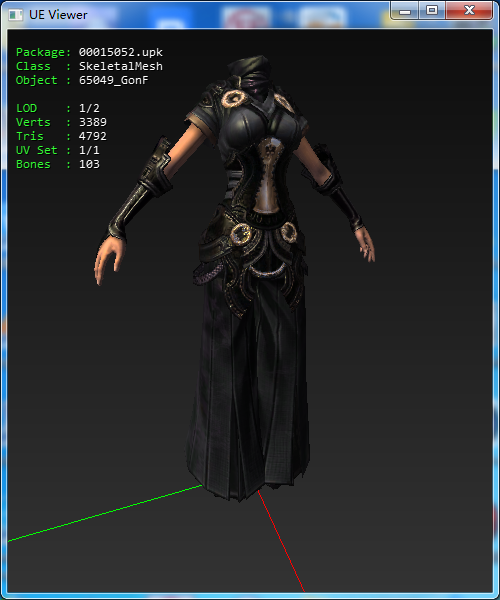 UE Viewer
Package: 00015052.upk
Class : SkeletalMesh
Object : 65049_GonF
LOD : 1/2
Verts : 3389
Tris : 4792
UV Set : 1/1
Bones : 103